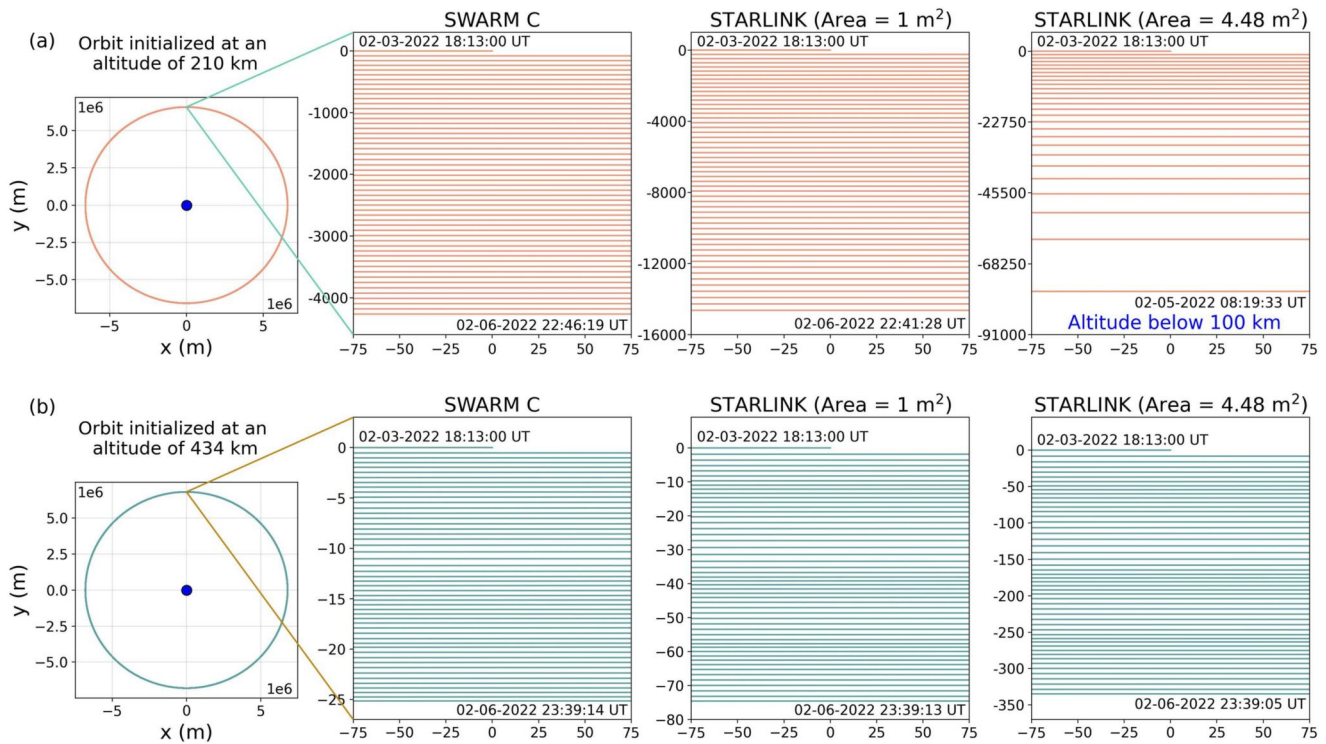 (a)
Orbit initialized at an
altitude of 210 km
1e6
5.0
2.5
0.0
−2.5
−5.0
1e6
−5
0
5
x (m)
y (m)
SWARM C
02-03-2022 18:13:00 UT
0
-1000
-2000
-3000
-4000
02-06-2022 22:46:19 UT
−75 −50 −25 0 25 50 75
STARLINK (Area = 1 m²)
02-03-2022 18:13:00 UT
0
-4000
-8000
-12000
-16000
02-06-2022 22:41:28 UT
−75 −50 −25 0 25 50 75
STARLINK (Area = 4.48 m²)
02-03-2022 18:13:00 UT
0
-22750
-45500
-68250
-91000
02-05-2022 08:19:33 UT
Altitude below 100 km
−75 −50 −25 0 25 50 75
(b)
Orbit initialized at an
altitude of 434 km
1e6
5.0
2.5
0.0
−2.5
−5.0
1e6
−5
0
5
x (m)
y (m)
SWARM C
02-03-2022 18:13:00 UT
0
−5
−10
−15
−20
−25
02-06-2022 23:39:14 UT
−75 −50 −25 0 25 50 75
STARLINK (Area = 1 m²)
02-03-2022 18:13:00 UT
0
−10
−20
−30
−40
−50
−60
−70
−80
02-06-2022 23:39:13 UT
−75 −50 −25 0 25 50 75
STARLINK (Area = 4.48 m²)
02-03-2022 18:13:00 UT
0
−50
−100
−150
−200
−250
−300
−350
02-06-2022 23:39:05 UT
−75 −50 −25 0 25 50 75